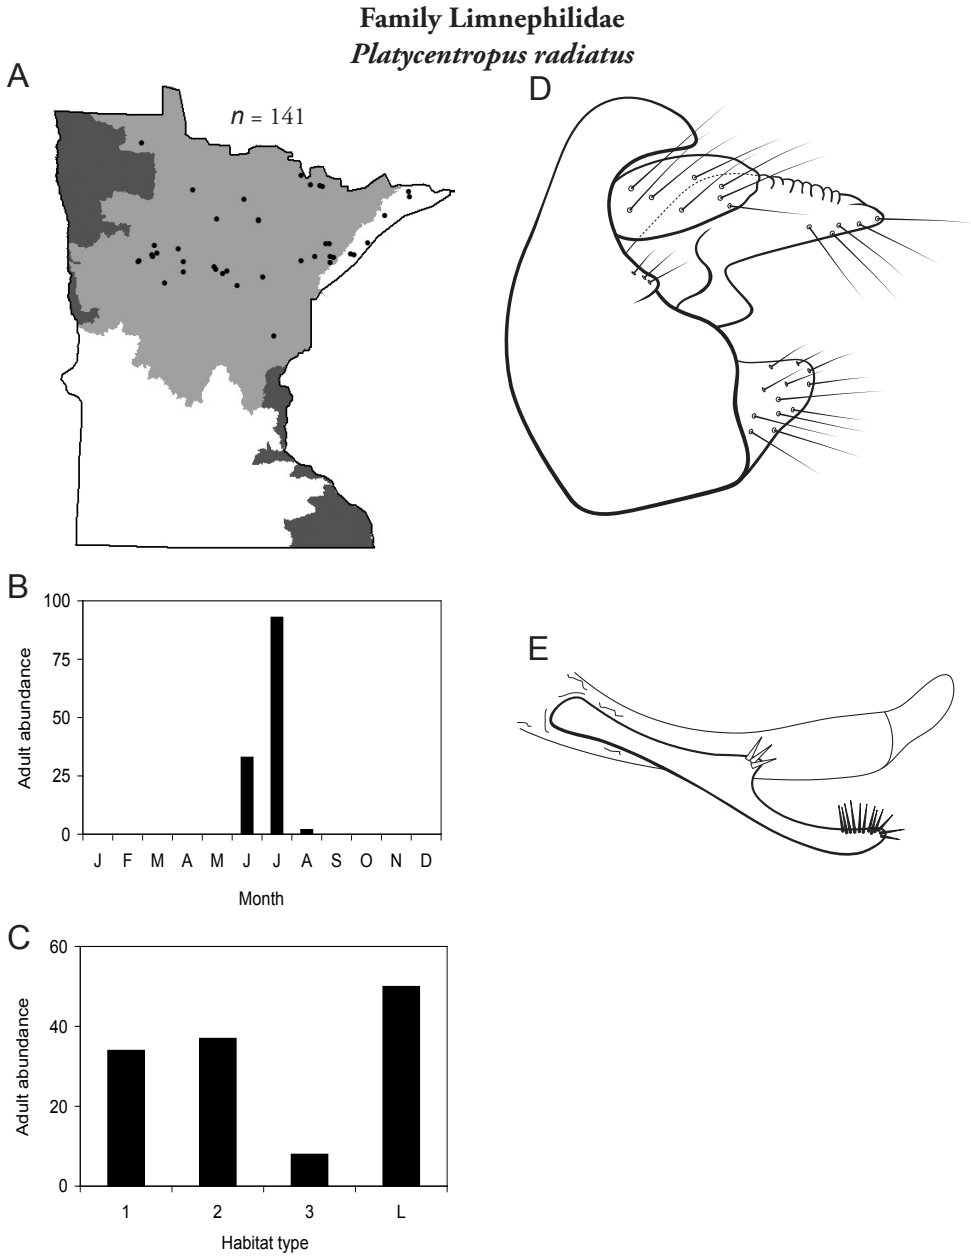 Family Limnephilidae
Platycentropus radiatus
A
n = 141
D
B
100
75
50
25
0
Adult abundance
J F M A M J J A S O N D
Month
E
C
60
40
20
0
Adult abundance
1 2 3 L
Habitat type